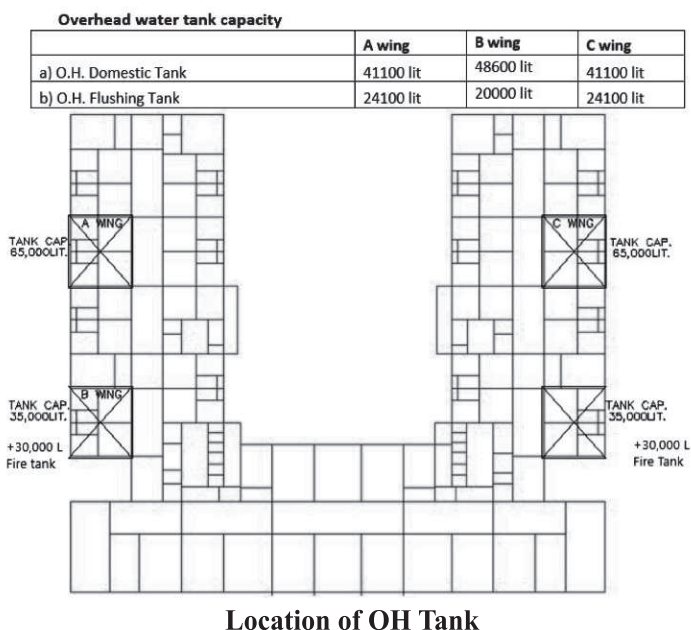 Overhead water tank capacity
A wing B wing C wing
a) O.H. Domestic Tank 41100 lit 48600 lit 41100 lit
b) O.H. Flushing Tank 24100 lit 20000 lit 24100 lit
A WING
C WING
TANK CAP.
65,000LIT.
TANK CAP.
65,000LIT.
B WING
TANK CAP.
35,000LIT.
+30,000 L
Fire tank
TANK CAP.
35,000LIT.
+30,000 L
Fire Tank
Location of OH Tank